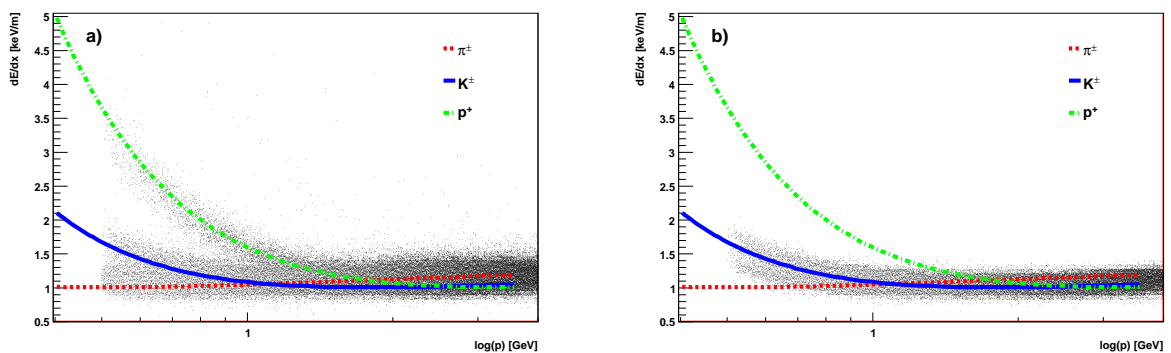 dE/dx [keV/m]
5
a)
π±
4.5
4
K±
3.5
p+
3
2.5
2
1.5
1
0.5
1
log(p) [GeV]
dE/dx [keV/m]
5
b)
π±
4.5
4
K±
3.5
p+
3
2.5
2
1.5
1
0.5
1
log(p) [GeV]